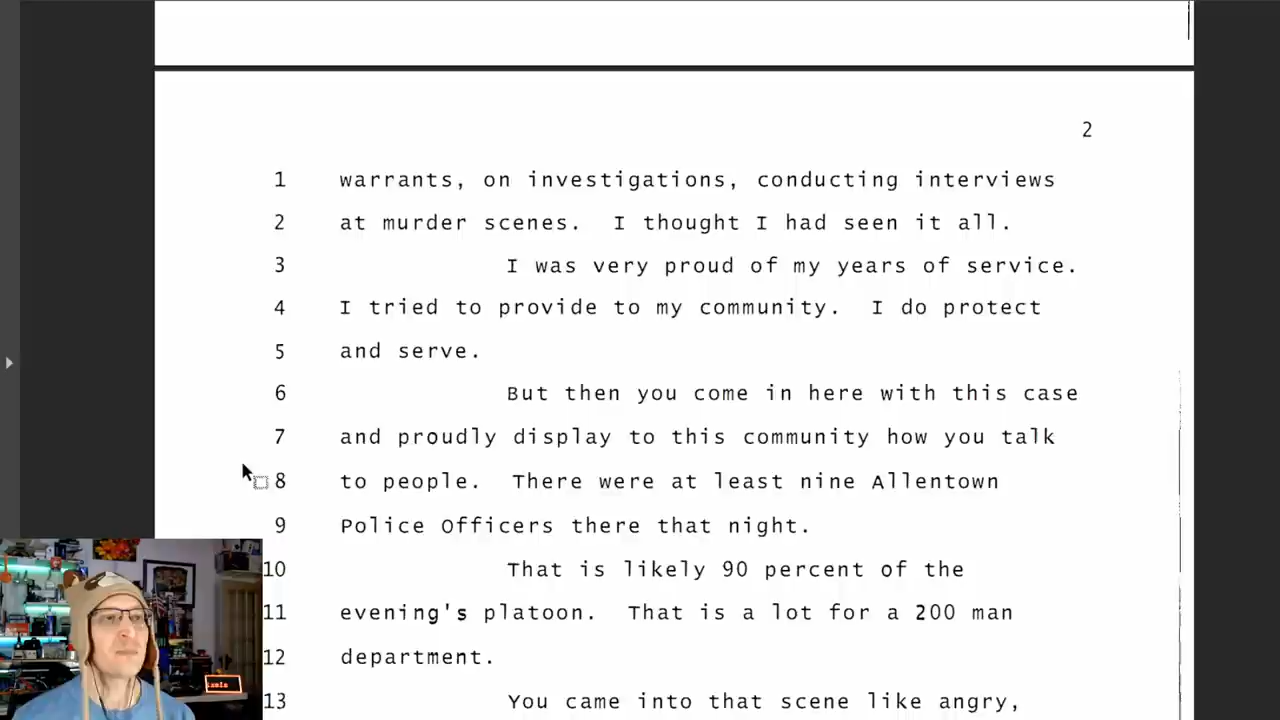 2
1 warrants, on investigations, conducting interviews
2 at murder scenes. I thought I had seen it all.
3 I was very proud of my years of service.
4 I tried to provide to my community. I do protect
5 and serve.
6 But then you come in here with this case
7 and proudly display to this community how you talk
8 to people. There were at least nine Allentown
9 Police Officers there that night.
10 That is likely 90 percent of the
11 evening's platoon. That is a lot for a 200 man
12 department.
13 You came into that scene like angry,